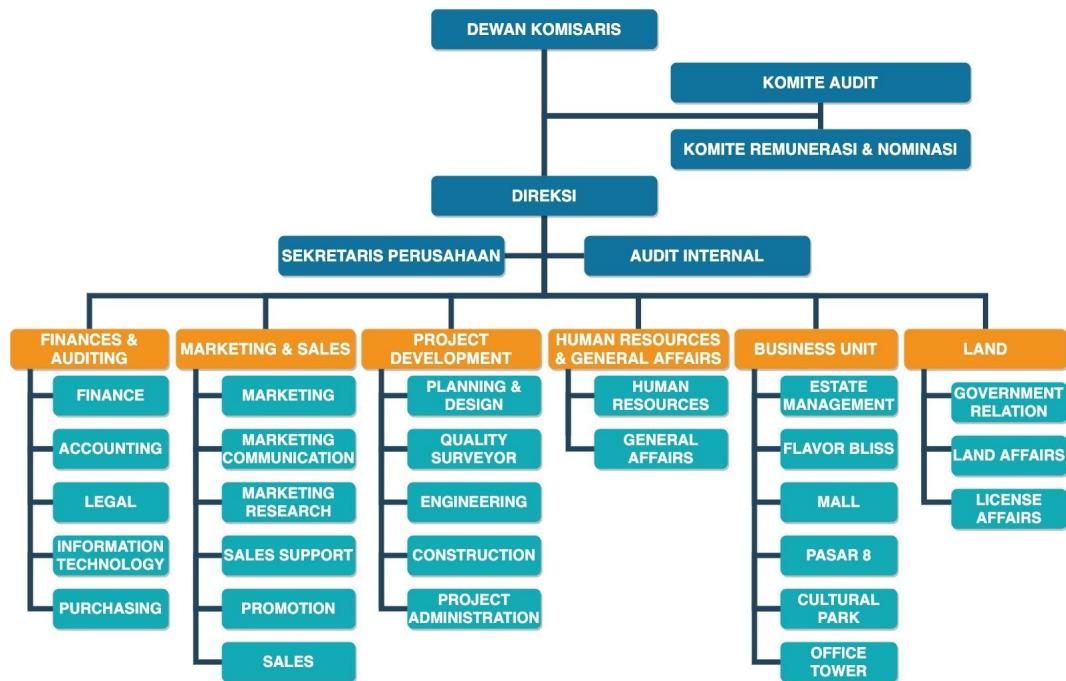 DEWAN KOMISARIS
KOMITE AUDIT
KOMITE REMUNERASI & NOMINASI
DIREKSI
SEKRETARIS PERUSAHAAN
AUDIT INTERNAL
FINANCES &
AUDITING
FINANCE
ACCOUNTING
LEGAL
INFORMATION
TECHNOLOGY
PURCHASING
MARKETING & SALES
MARKETING
MARKETING
COMMUNICATION
MARKETING
RESEARCH
SALES SUPPORT
PROMOTION
SALES
PROJECT
DEVELOPMENT
PLANNING &
DESIGN
QUALITY
SURVEYOR
ENGINEERING
CONSTRUCTION
PROJECT
ADMINISTRATION
HUMAN RESOURCES
& GENERAL AFFAIRS
HUMAN
RESOURCES
GENERAL
AFFAIRS
BUSINESS UNIT
ESTATE
MANAGEMENT
FLAVOR BLISS
MALL
PASAR 8
CULTURAL
PARK
OFFICE
TOWER
LAND
GOVERNMENT
RELATION
LAND AFFAIRS
LICENSE
AFFAIRS